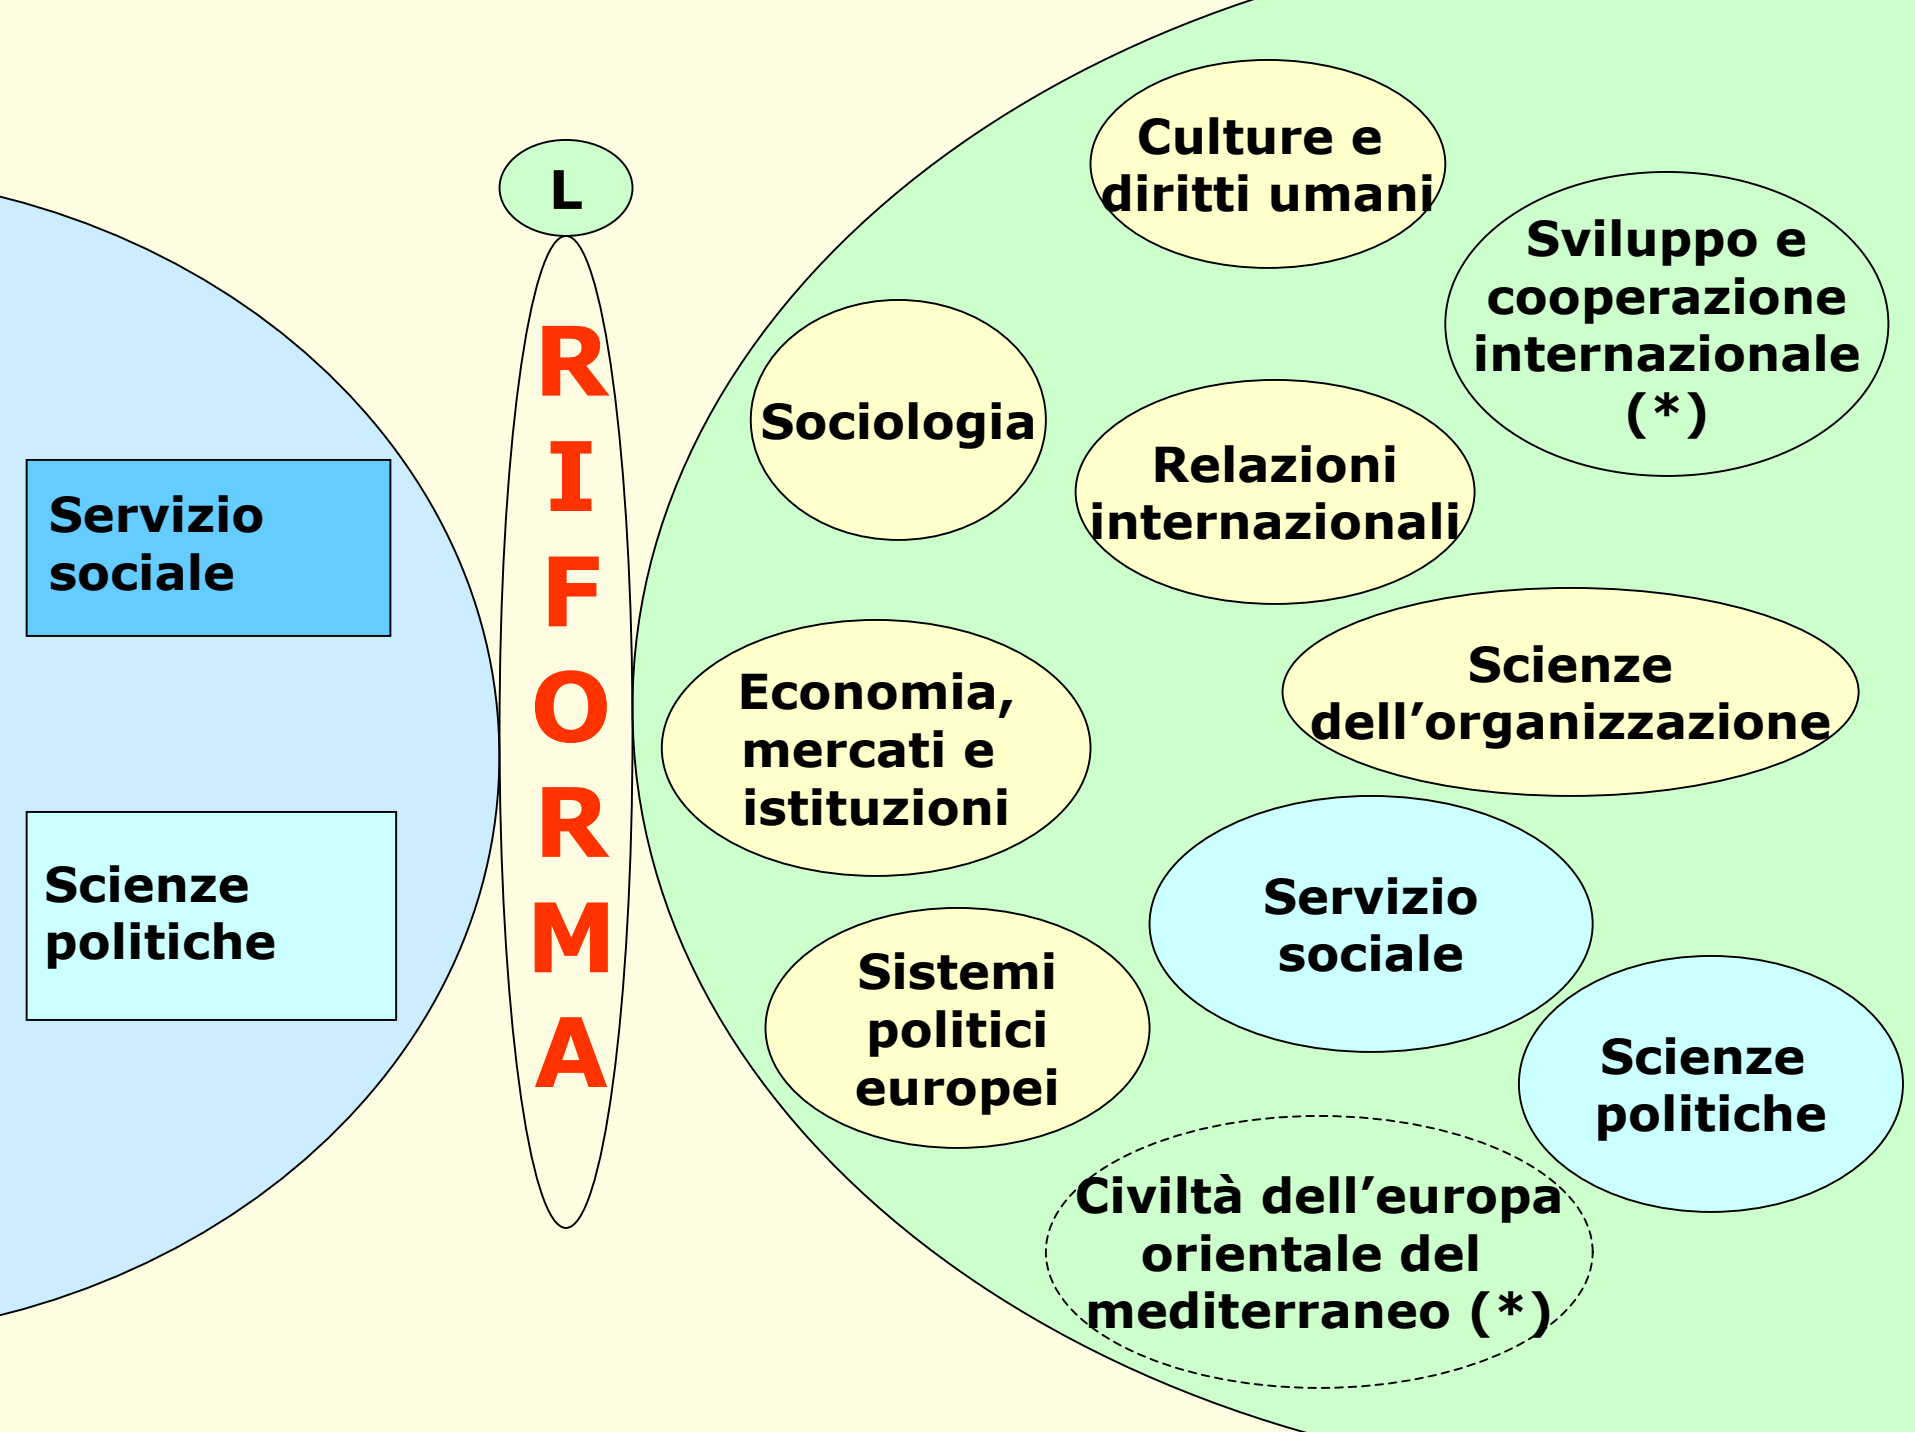 Servizio
sociale
Scienze
politiche
L
R
I
F
O
R
M
A
Culture e
diritti umani
Sviluppo e
cooperazione
internazionale
(*)
Sociologia
Relazioni
internazionali
Economia,
mercati e
istituzioni
Scienze
dell’organizzazione
Servizio
sociale
Sistemi
politici
europei
Scienze
politiche
Civiltà dell’europa
orientale del
mediterraneo (*)